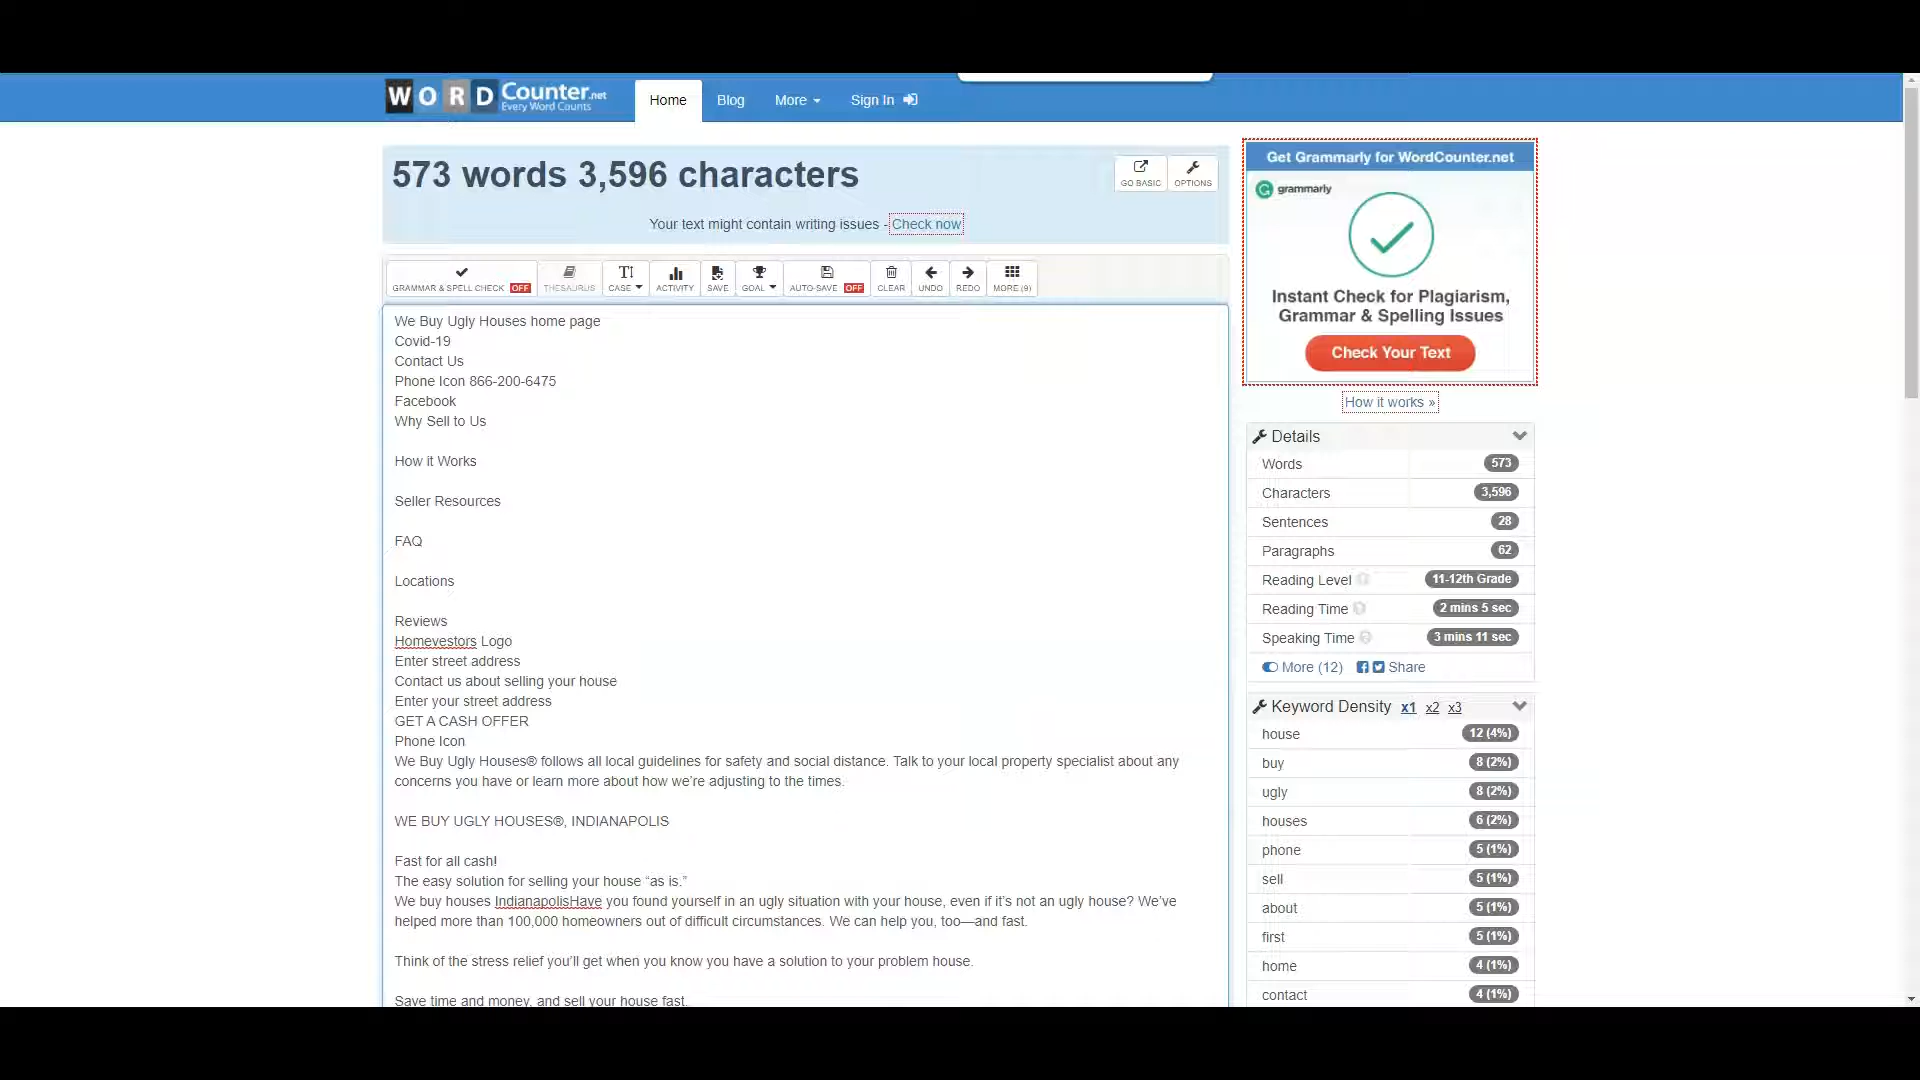 WORD Counter.net
Every Word Counts
Home
Blog
More
Sign In
573 words 3,596 characters
GO BASIC
OPTIONS
Your text might contain writing issues - Check now
GRAMMAR & SPELL CHECK OFF
THESAURUS
CASE
ACTIVITY
SAVE
GOAL
AUTO-SAVE OFF
CLEAR
UNDO
REDO
MORE (9)
We Buy Ugly Houses home page
Covid-19
Contact Us
Phone Icon 866-200-6475
Facebook
Why Sell to Us
How it Works
Seller Resources
FAQ
Locations
Reviews
Homevestors Logo
Enter street address
Contact us about selling your house
Enter your street address
GET A CASH OFFER
Phone Icon
We Buy Ugly Houses® follows all local guidelines for safety and social distance. Talk to your local property specialist about any
concerns you have or learn more about how we’re adjusting to the times.
WE BUY UGLY HOUSES®, INDIANAPOLIS
Fast for all cash!
The easy solution for selling your house “as is.”
We buy houses IndianapolisHave you found yourself in an ugly situation with your house, even if it’s not an ugly house? We’ve
helped more than 100,000 homeowners out of difficult circumstances. We can help you, too—and fast.
Think of the stress relief you’ll get when you know you have a solution to your problem house.
Save time and money, and sell your house fast.
Get Grammarly for WordCounter.net
grammarly
Instant Check for Plagiarism,
Grammar & Spelling Issues
Check Your Text
How it works »
Details
Words 573
Characters 3,596
Sentences 28
Paragraphs 62
Reading Level 11-12th Grade
Reading Time 2 mins 5 sec
Speaking Time 3 mins 11 sec
More (12) Share
Keyword Density x1 x2 x3
house 12 (4%)
buy 8 (2%)
ugly 8 (2%)
houses 6 (2%)
phone 5 (1%)
sell 5 (1%)
about 5 (1%)
first 5 (1%)
home 4 (1%)
contact 4 (1%)